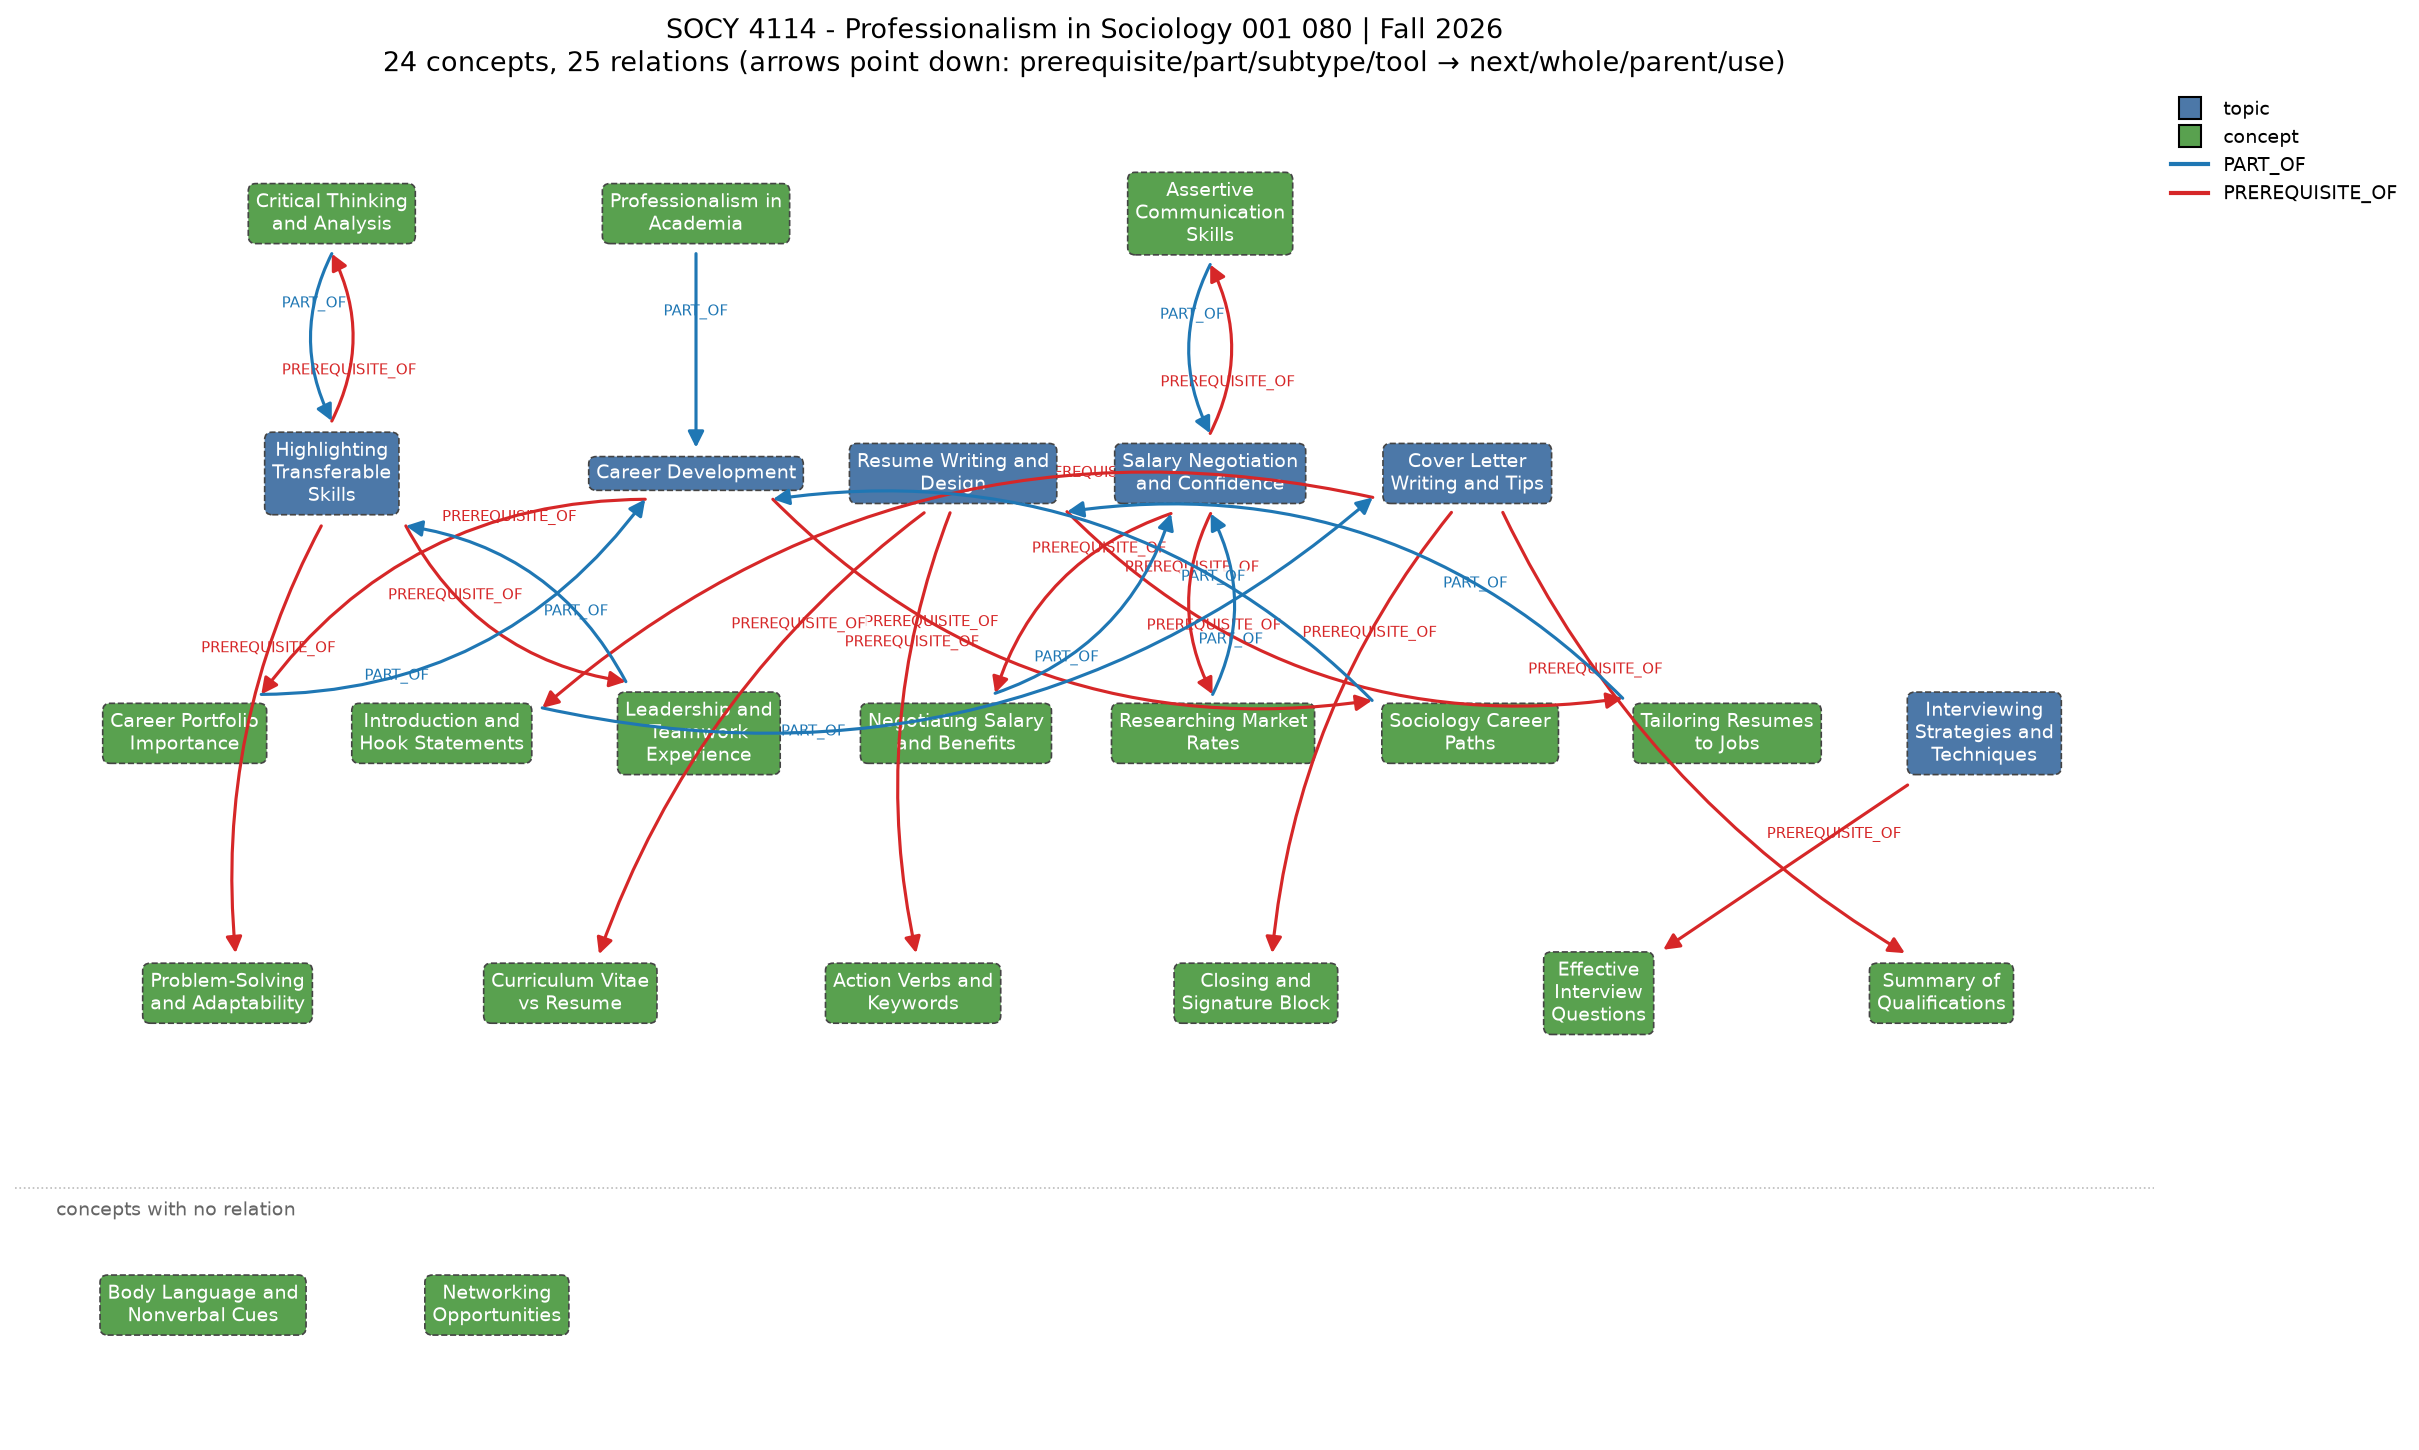 SOCY 4114 - Professionalism in Sociology 001 080 | Fall 2026
24 concepts, 25 relations (arrows point down: prerequisite/part/subtype/tool → next/whole/parent/use)
topic
concept
PART_OF
PREREQUISITE_OF
Critical Thinking
and Analysis
Professionalism in
Academia
Assertive
Communication
Skills
PART_OF
PART_OF
PART_OF
PREREQUISITE_OF
PREREQUISITE_OF
Highlighting
Transferable
Skills
Career Development
Resume Writing and
Design
Salary Negotiation
and Confidence
Cover Letter
Writing and Tips
PREREQUISITE_OF
PREREQUISITE_OF
PREREQUISITE_OF
PART_OF
PART_OF
PREREQUISITE_OF
PART_OF
PREREQUISITE_OF
PREREQUISITE_OF
PREREQUISITE_OF
PREREQUISITE_OF
PREREQUISITE_OF
PART_OF
PREREQUISITE_OF
PART_OF
PREREQUISITE_OF
PART_OF
PART_OF
Career Portfolio
Importance
Introduction and
Hook Statements
Leadership and
Teamwork
Experience
Negotiating Salary
and Benefits
Researching Market
Rates
Sociology Career
Paths
Tailoring Resumes
to Jobs
Interviewing
Strategies and
Techniques
PREREQUISITE_OF
Problem-Solving
and Adaptability
Curriculum Vitae
vs Resume
Action Verbs and
Keywords
Closing and
Signature Block
Effective
Interview
Questions
Summary of
Qualifications
concepts with no relation
Body Language and
Nonverbal Cues
Networking
Opportunities